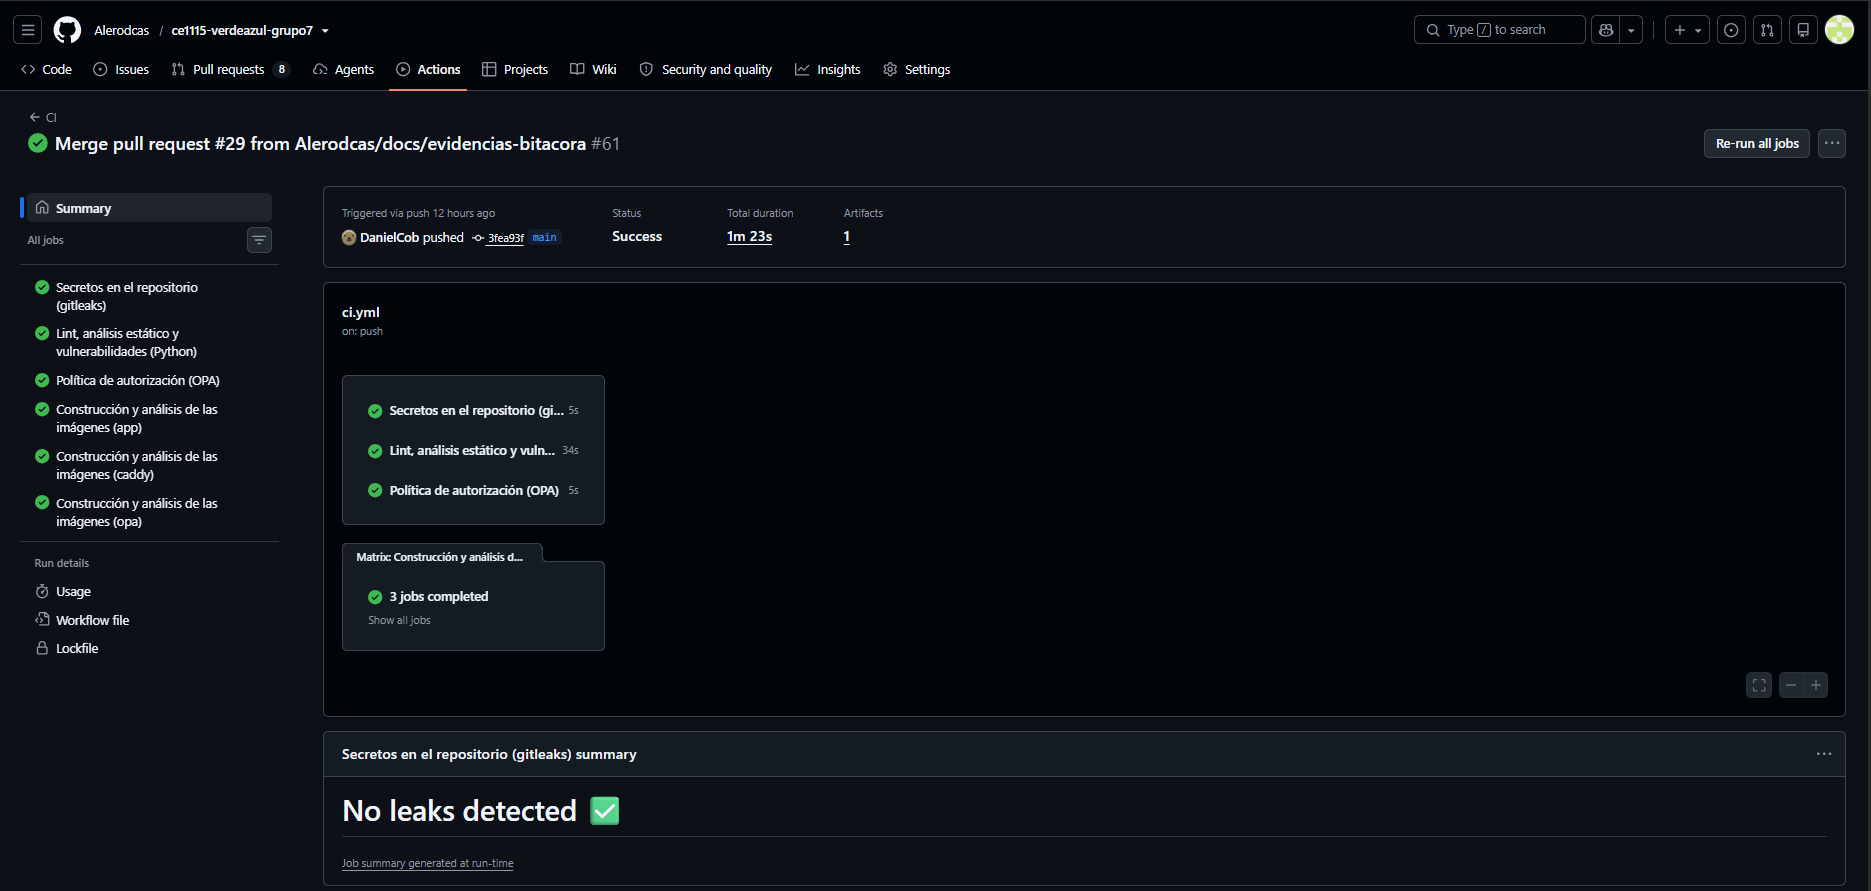 Alerodcas / ce1115-verdeazul-grupo7
Type / to search
Code
Issues
Pull requests 8
Agents
Actions
Projects
Wiki
Security and quality
Insights
Settings
CI
Merge pull request #29 from Alerodcas/docs/evidencias-bitacora #61
Re-run all jobs
Summary
All jobs
Secretos en el repositorio
(gitleaks)
Lint, análisis estático y
vulnerabilidades (Python)
Política de autorización (OPA)
Construcción y análisis de las
imágenes (app)
Construcción y análisis de las
imágenes (caddy)
Construcción y análisis de las
imágenes (opa)
Run details
Usage
Workflow file
Lockfile
Triggered via push 12 hours ago
DanielCob pushed 3fea93f main
Status
Success
Total duration
1m 23s
Artifacts
1
ci.yml
on: push
Secretos en el repositorio (gi... 5s
Lint, análisis estático y vuln... 34s
Política de autorización (OPA) 5s
Matrix: Construcción y análisis d...
3 jobs completed
Show all jobs
Secretos en el repositorio (gitleaks) summary
No leaks detected ✅
Job summary generated at run-time